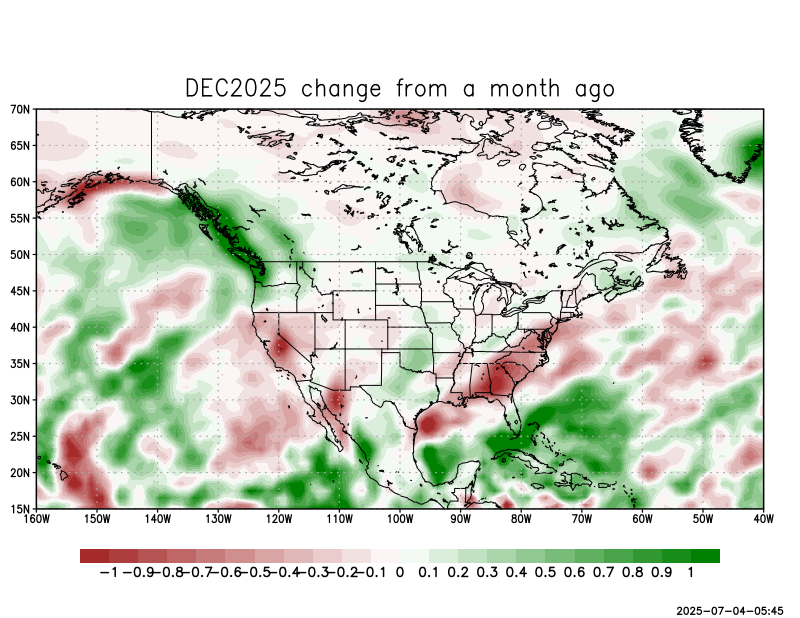 DEC2025 change from a month ago
70N
65N
60N
55N
50N
45N
40N
35N
30N
25N
20N
15N
160W 150W 140W 130W 120W 110W 100W 90W 80W 70W 60W 50W 40W
−1 −0.9 −0.8 −0.7 −0.6 −0.5 −0.4 −0.3 −0.2 −0.1 0 0.1 0.2 0.3 0.4 0.5 0.6 0.7 0.8 0.9 1
2025-07-04-05:45